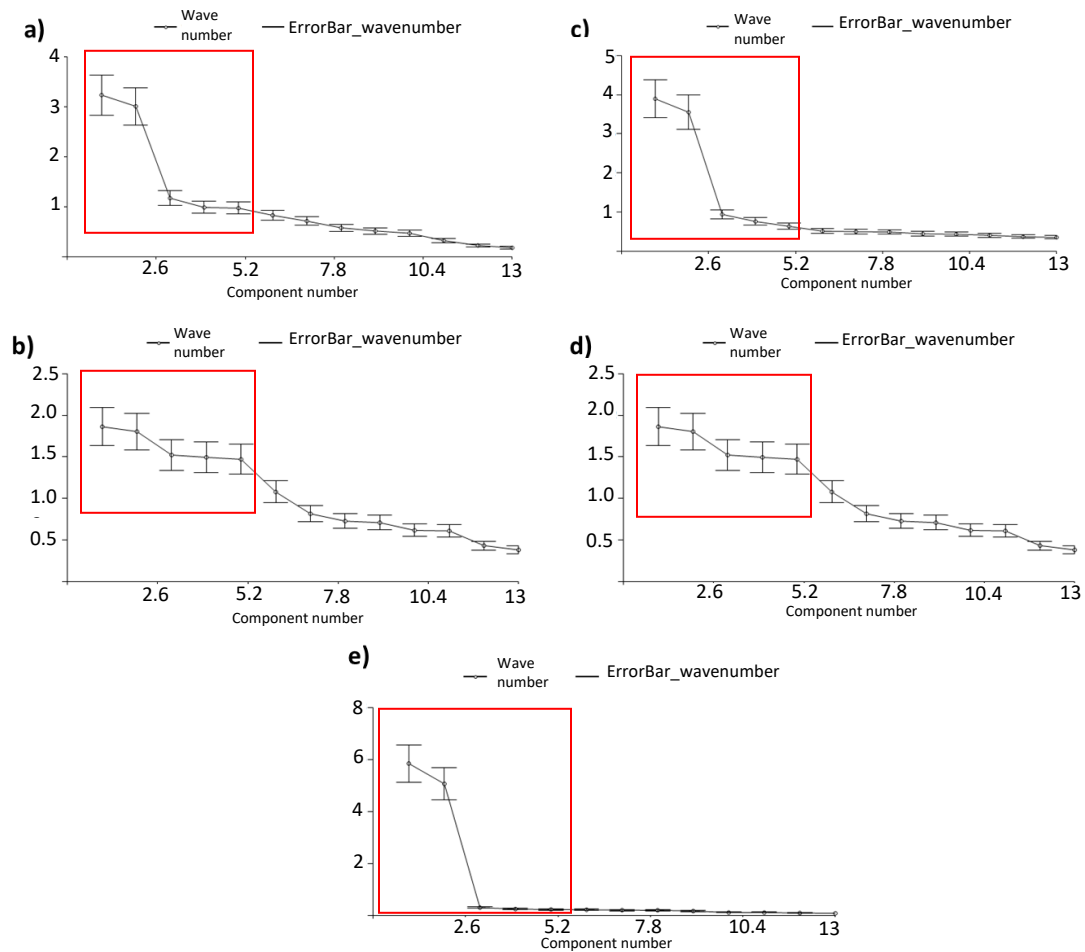 a)
Wave
number
ErrorBar_wavenumber
4
3
2
1
2.6 5.2 7.8 10.4 13
Component number
c)
Wave
number
ErrorBar_wavenumber
5
4
3
2
1
2.6 5.2 7.8 10.4 13
Component number
b)
Wave
number
ErrorBar_wavenumber
2.5
2.0
1.5
1.0
0.5
2.6 5.2 7.8 10.4 13
Component number
d)
Wave
number
ErrorBar_wavenumber
2.5
2.0
1.5
1.0
0.5
2.6 5.2 7.8 10.4 13
Component number
e)
Wave
number
ErrorBar_wavenumber
8
6
4
2
2.6 5.2 7.8 10.4 13
Component number